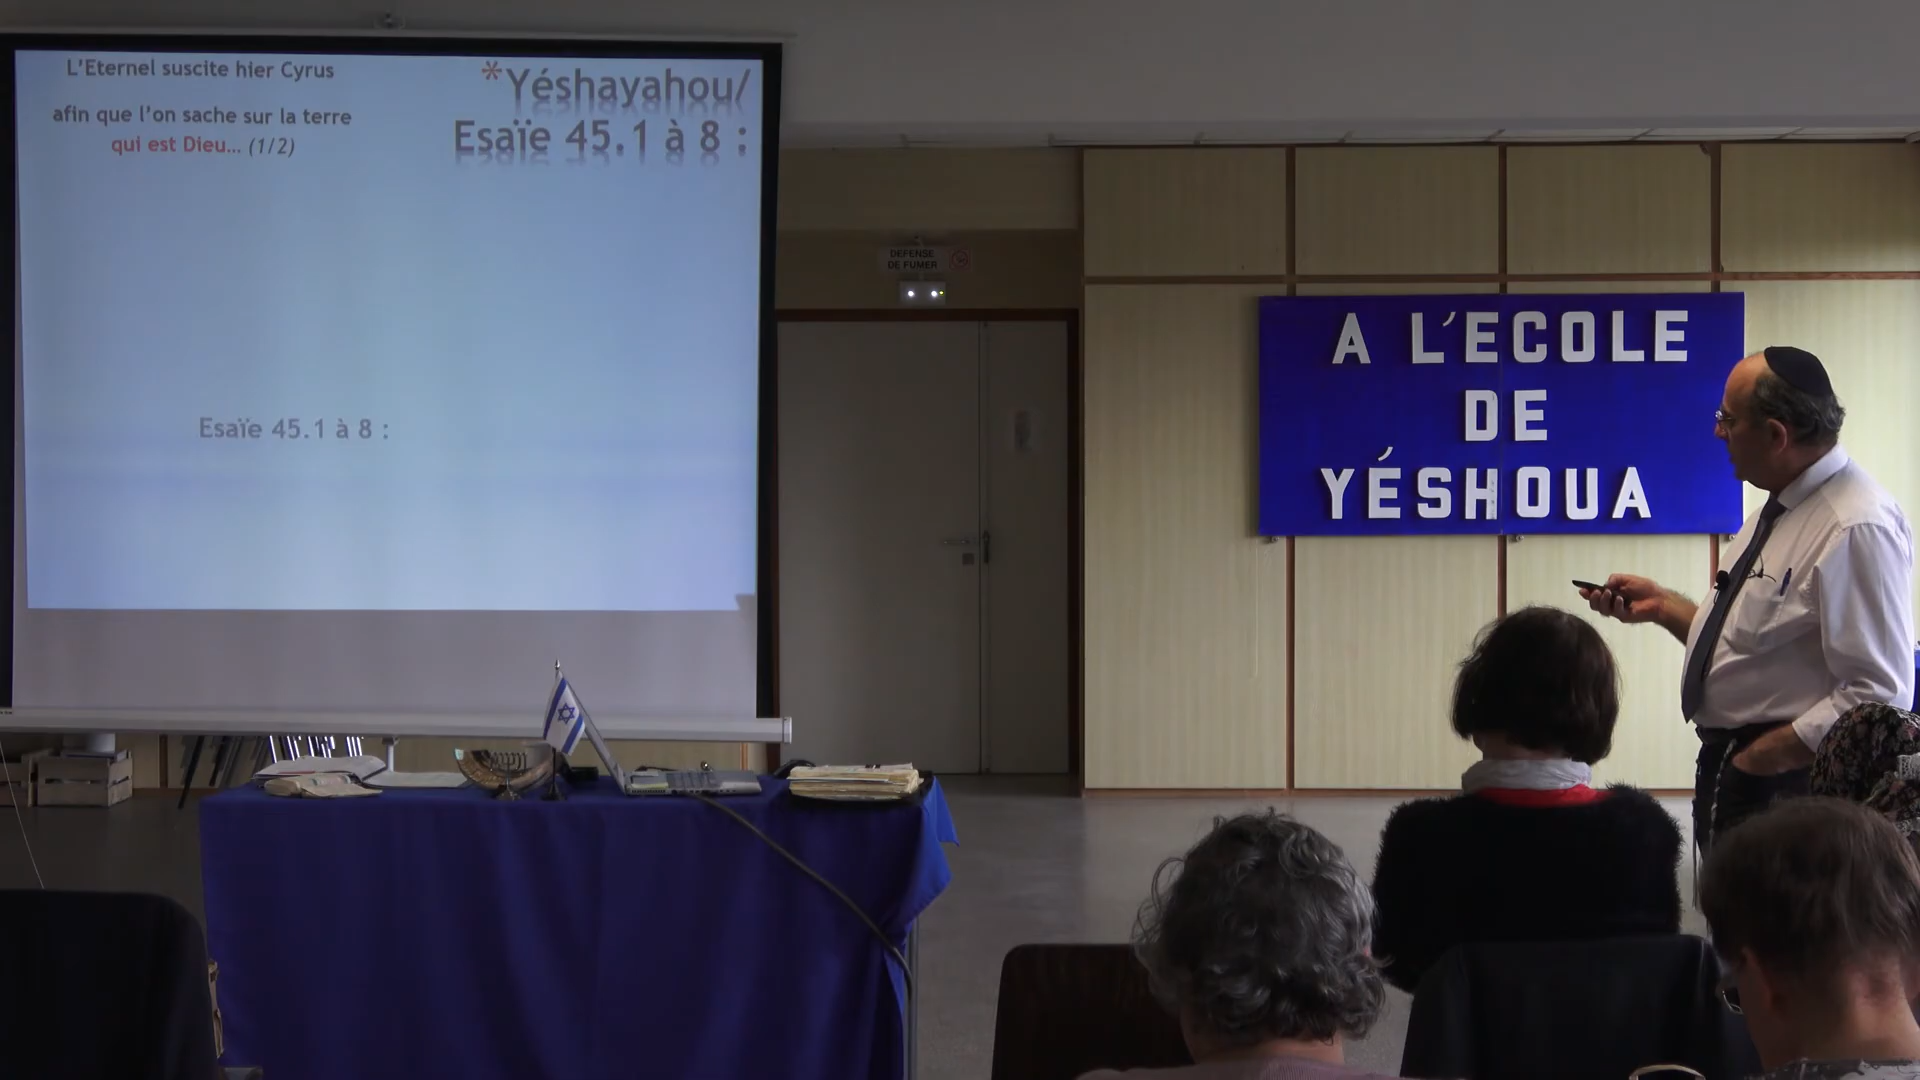 L'Eternel suscite hier Cyrus
afin que l'on sache sur la terre
qui est Dieu... (1/2)
*Yéshayahou/
Esaïe 45.1 à 8 :
Esaïe 45.1 à 8 :
DEFENSE
DE FUMER
A L'ECOLE
DE
YÉSHOUA